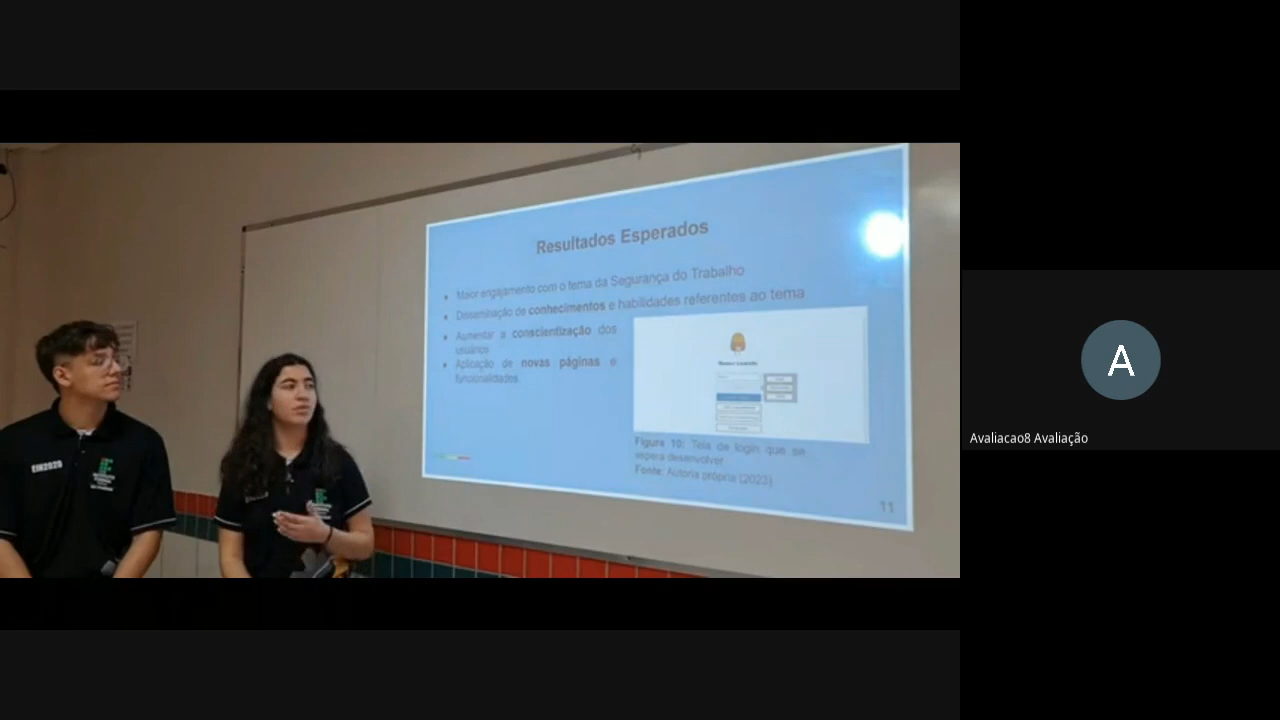 Resultados Esperados
Maior engajamento com o tema da Segurança do Trabalho
Disseminação de conhecimentos e habilidades referentes ao tema
Aumentar a conscientização dos
usuários
Aplicação de novas páginas e
funcionalidades
Figura 10: Tela de login que se
espera desenvolver
Fonte: Autoria própria (2023)
11
A
Avaliacao8 Avaliação